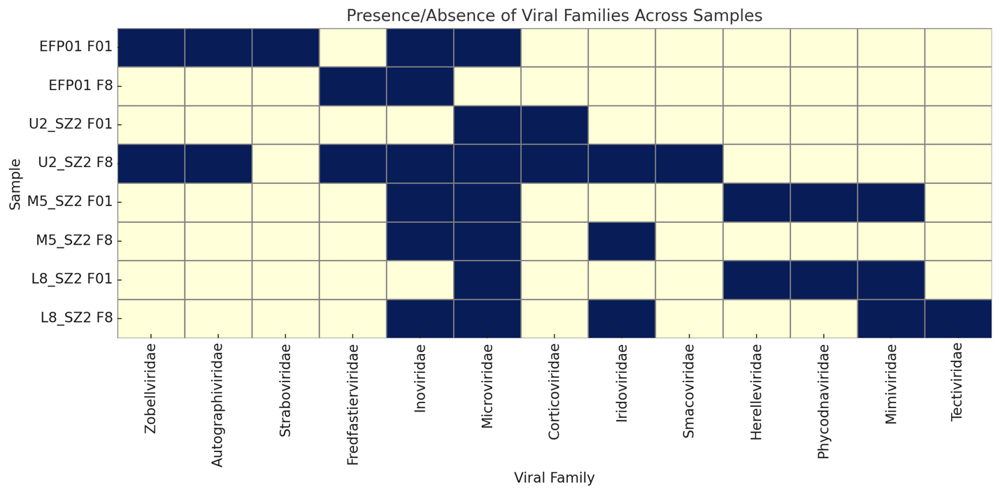 Presence/Absence of Viral Families Across Samples
EFP01 F01
EFP01 F8
U2_SZ2 F01
U2_SZ2 F8
M5_SZ2 F01
M5_SZ2 F8
L8_SZ2 F01
L8_SZ2 F8
Sample
Zobellviridae
Autographiviridae
Straboviridae
Fredfastierviridae
Inoviridae
Microviridae
Corticoviridae
Iridoviridae
Smacoviridae
Herelleviridae
Phycodnaviridae
Mimiviridae
Tectiviridae
Viral Family